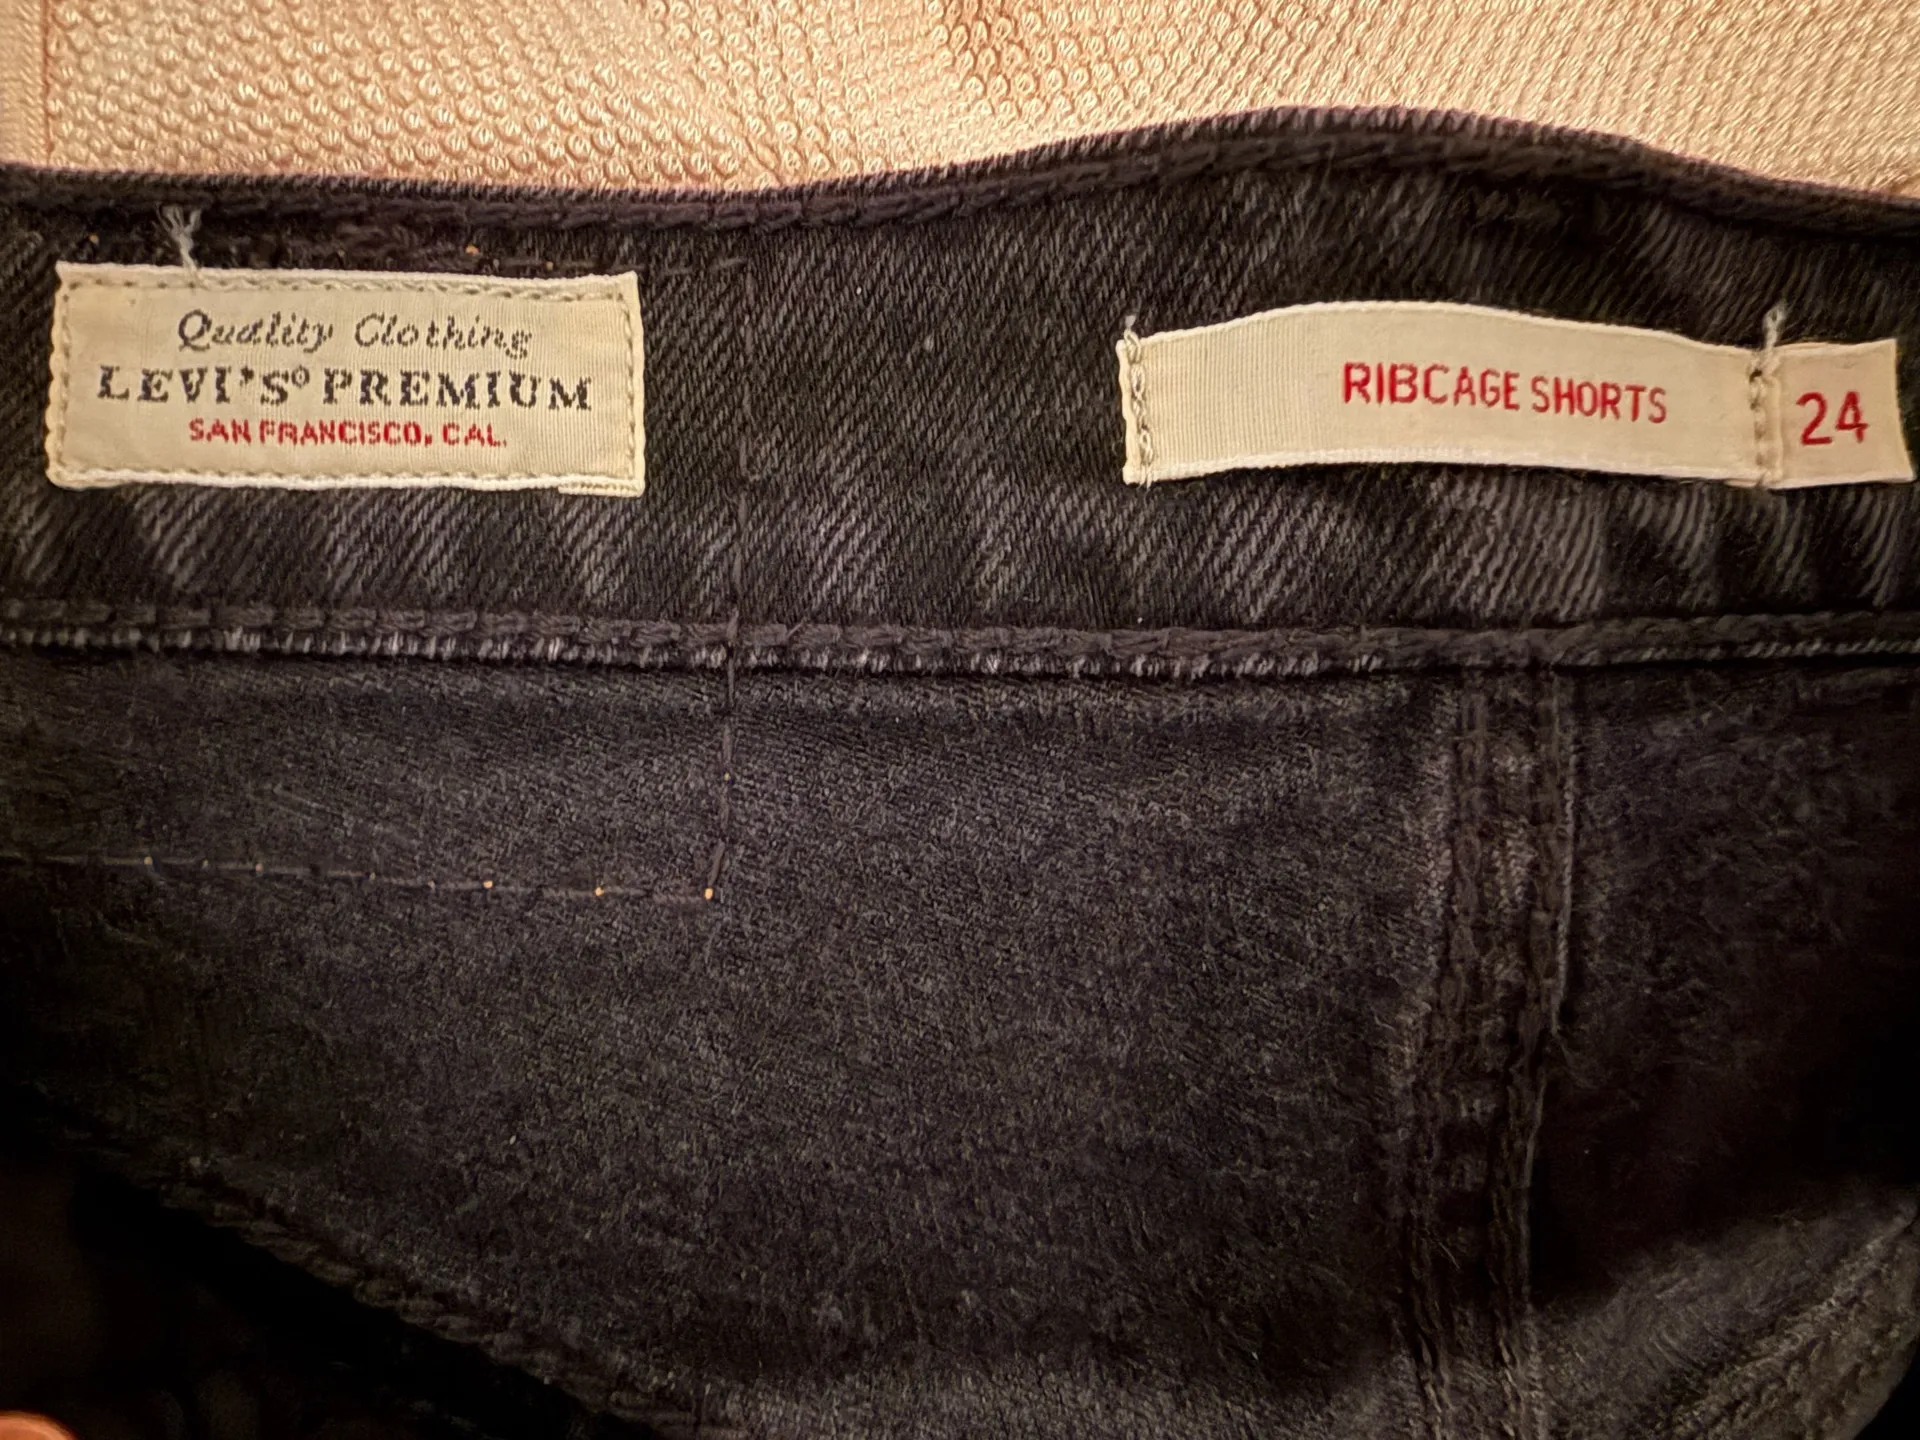 Quality Clothing
LEVI'S® PREMIUM
SAN FRANCISCO, CAL.
RIBCAGE SHORTS
24